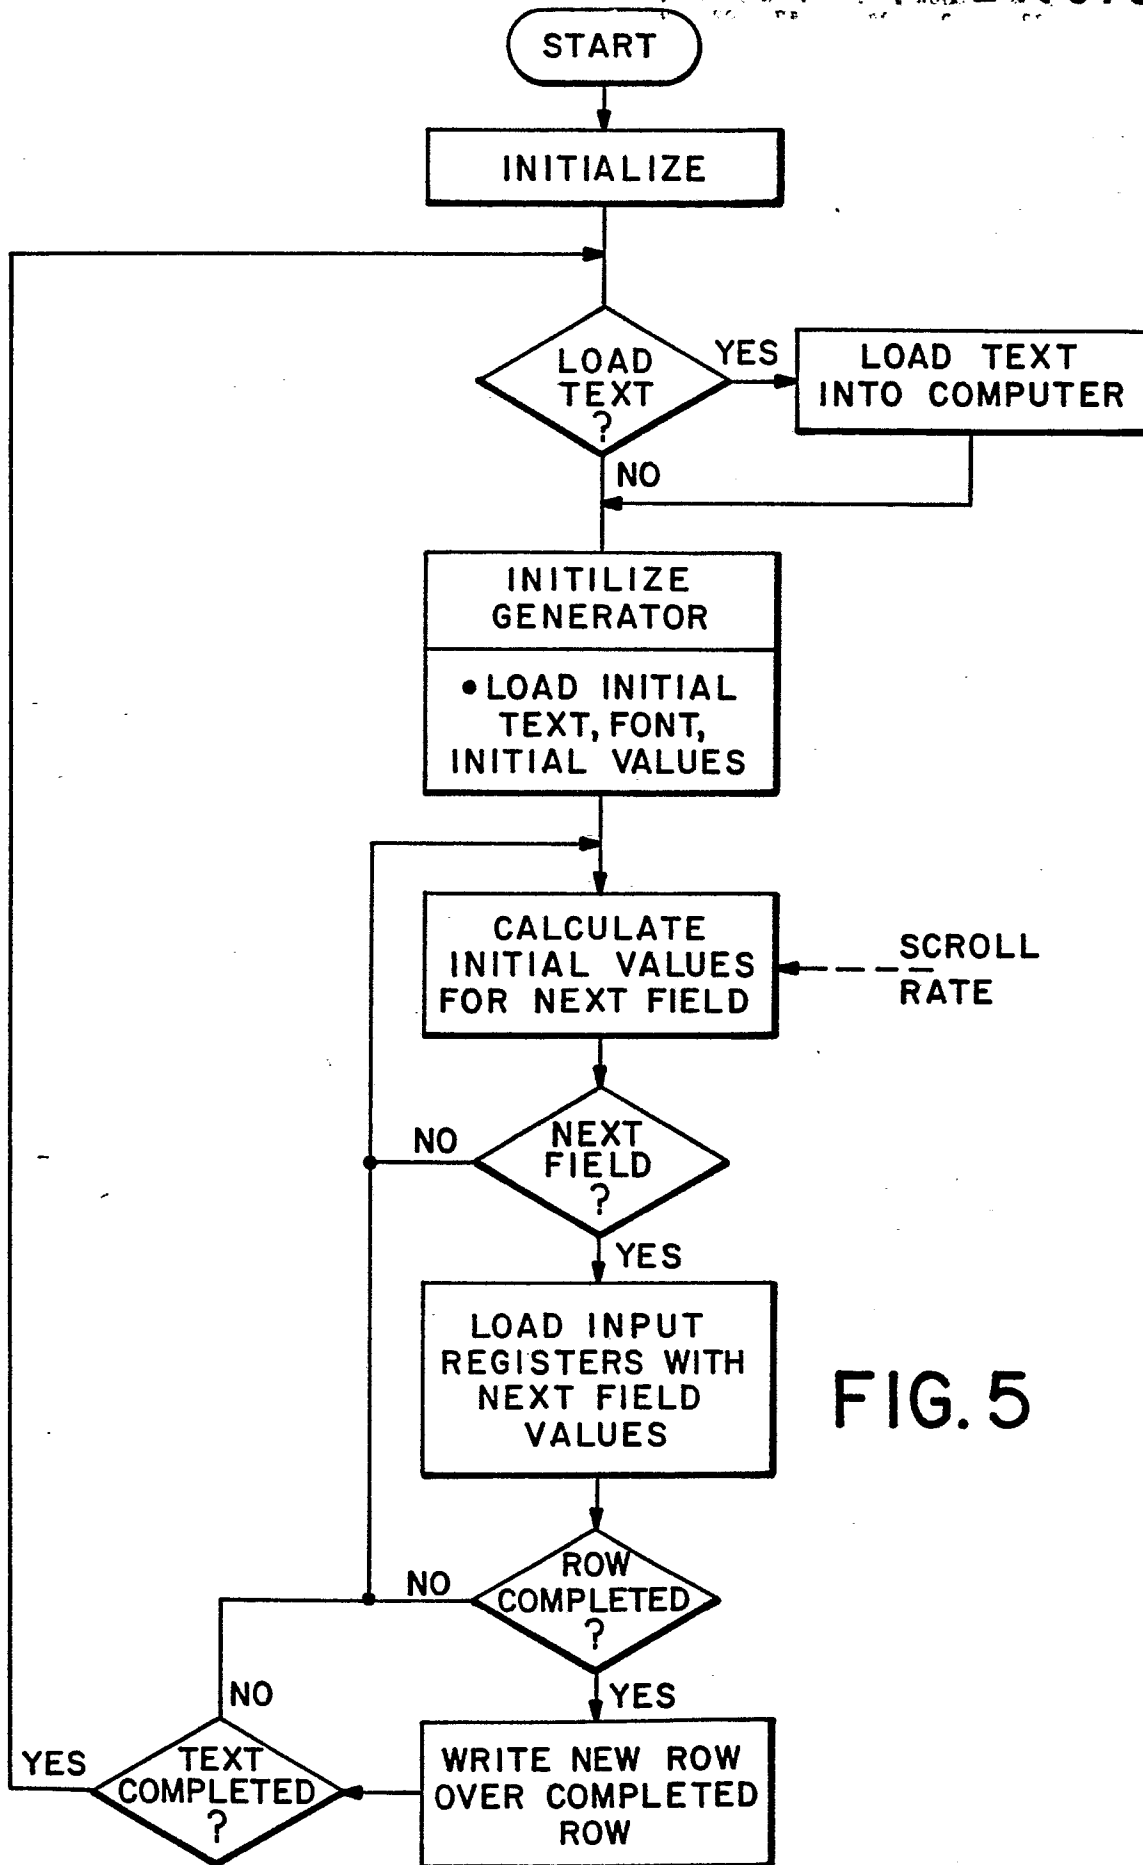 START
INITIALIZE
LOAD
TEXT
?
YES
LOAD TEXT
INTO COMPUTER
NO
INITILIZE
GENERATOR
• LOAD INITIAL
TEXT, FONT,
INITIAL VALUES
CALCULATE
INITIAL VALUES
FOR NEXT FIELD
SCROLL
RATE
NEXT
FIELD
?
NO
YES
LOAD INPUT
REGISTERS WITH
NEXT FIELD
VALUES
FIG. 5
ROW
COMPLETED
?
NO
YES
WRITE NEW ROW
OVER COMPLETED
ROW
TEXT
COMPLETED
?
NO
YES